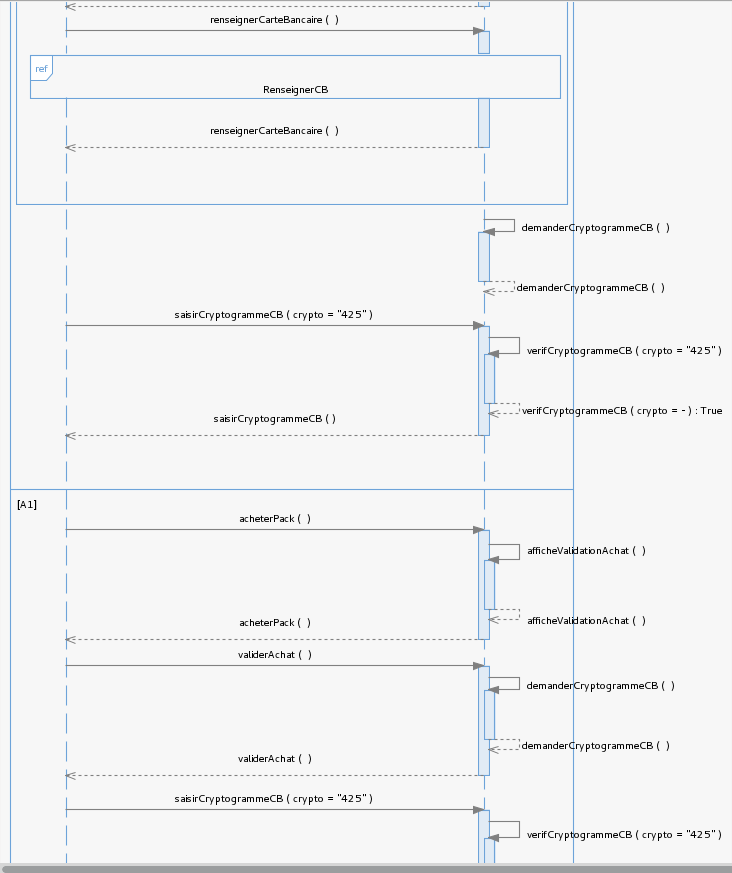 renseignerCarteBancaire ( )
ref
RenseignerCB
renseignerCarteBancaire ( )
demanderCryptogrammeCB ( )
demanderCryptogrammeCB ( )
saisirCryptogrammeCB ( crypto = "425" )
verifCryptogrammeCB ( crypto = "425" )
verifCryptogrammeCB ( crypto = - ) : True
saisirCryptogrammeCB ( )
[A1]
acheterPack ( )
afficheValidationAchat ( )
afficheValidationAchat ( )
acheterPack ( )
validerAchat ( )
demanderCryptogrammeCB ( )
demanderCryptogrammeCB ( )
validerAchat ( )
saisirCryptogrammeCB ( crypto = "425" )
verifCryptogrammeCB ( crypto = "425" )